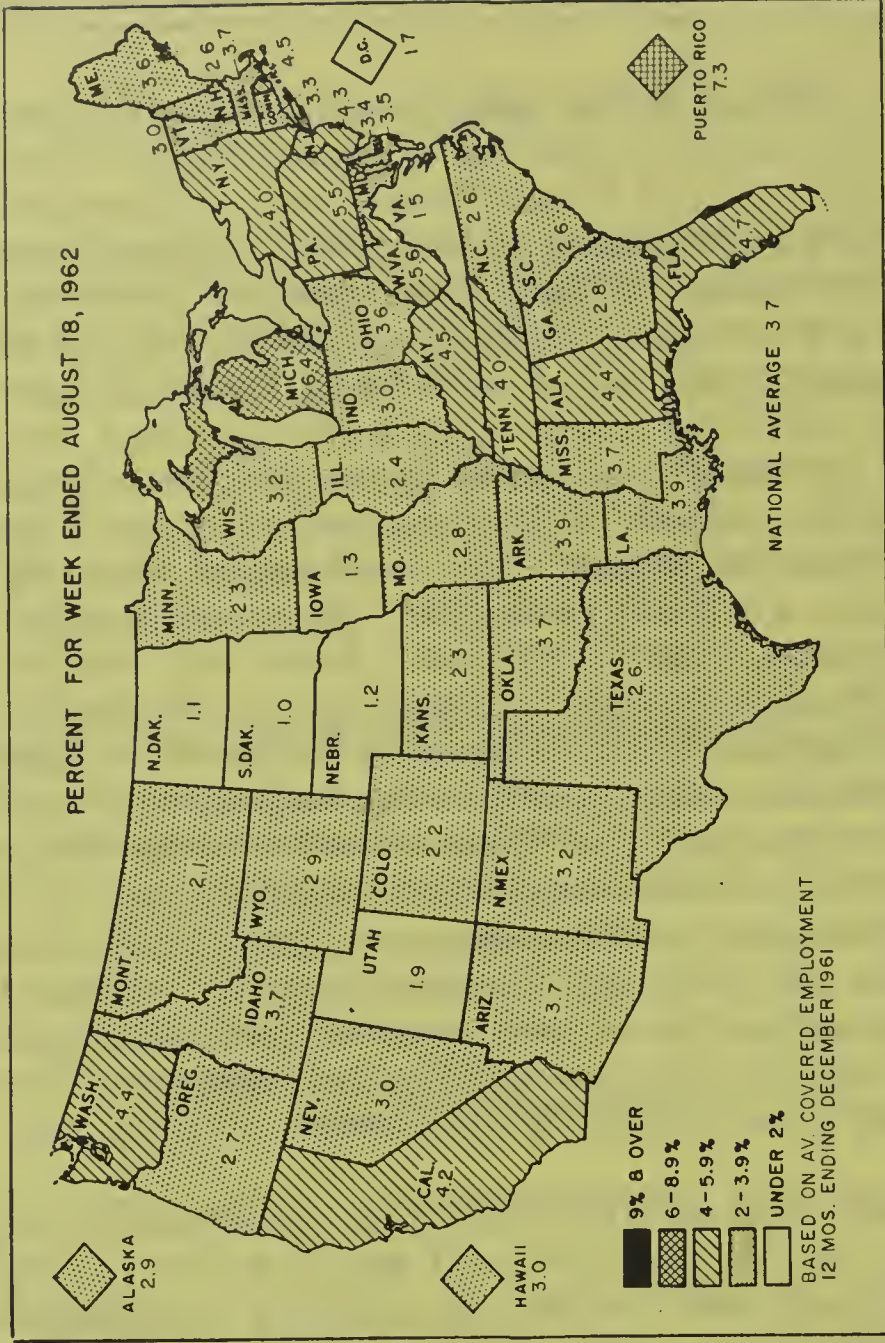 PERCENT FOR WEEK ENDED AUGUST 18, 1962
WASH.
4.4
OREG.
2.7
CAL.
4.2
NEV.
3.0
IDAHO
3.7
MONT.
2.1
WYO.
2.9
UTAH
1.9
COLO
2.2
ARIZ.
3.7
N.MEX.
3.2
N.DAK.
1.1
S.DAK.
1.0
NEBR.
1.2
KANS.
2.3
OKLA.
3.7
TEXAS
2.6
MINN.
2.3
IOWA
1.3
MO.
2.8
ARK.
3.9
LA.
3.9
WIS.
3.2
ILL.
2.4
MICH
6.4
IND
3.0
OHIO
3.6
KY
4.5
TENN.
4.0
MISS.
3.7
ALA.
4.4
GA
2.8
FLA.
4.7
S.C.
2.6
N.C.
2.6
VA.
1 5
W.VA.
5.6
PA.
5.5
N.Y.
4.0
3.0
VT.
N.H.
2 6
ME.
3.6
MASS.
3.7
CONN.
4.5
3.3
N.J.
4.3
MD.
3.4
3.5
D.C.
1 7
PUERTO RICO
7.3
ALASKA
2.9
HAWAII
3.0
NATIONAL AVERAGE 3 7
9% & OVER
6-8.9%
4-5.9%
2-3.9%
UNDER 2%
BASED ON AV. COVERED EMPLOYMENT
12 MOS. ENDING DECEMBER 1961